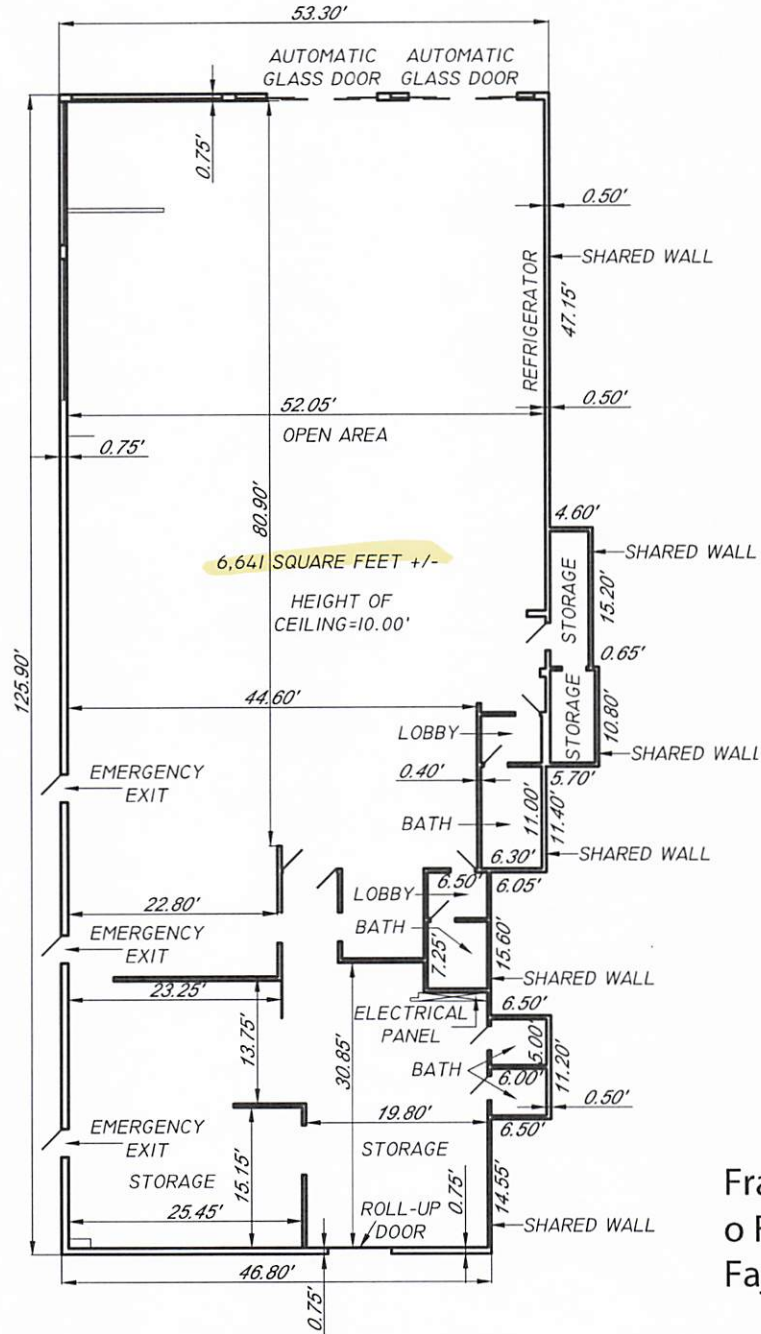 53.30'
AUTOMATIC
GLASS DOOR
AUTOMATIC
GLASS DOOR
0.75'
0.50'
SHARED WALL
REFRIGERATOR
47.15'
52.05'
0.50'
OPEN AREA
0.75'
80.90'
4.60'
6,641 SQUARE FEET +/-
SHARED WALL
HEIGHT OF
CEILING=10.00'
STORAGE
15.20'
125.90'
0.65'
44.60'
STORAGE
10.80'
LOBBY
SHARED WALL
EMERGENCY
EXIT
0.40'
5.70'
BATH
11.00'
11.40'
6.30'
SHARED WALL
LOBBY
6.50'
6.05'
22.80'
BATH
7.25'
15.60'
EMERGENCY
EXIT
SHARED WALL
23.25'
6.50'
ELECTRICAL
PANEL
13.75'
30.85'
5.00'
BATH
11.20'
6.00'
0.50'
19.80'
6.50'
EMERGENCY
EXIT
STORAGE
STORAGE
15.15'
14.55'
25.45'
ROLL-UP
DOOR
0.75'
SHARED WALL
46.80'
0.75'
Fra
o F
Faj